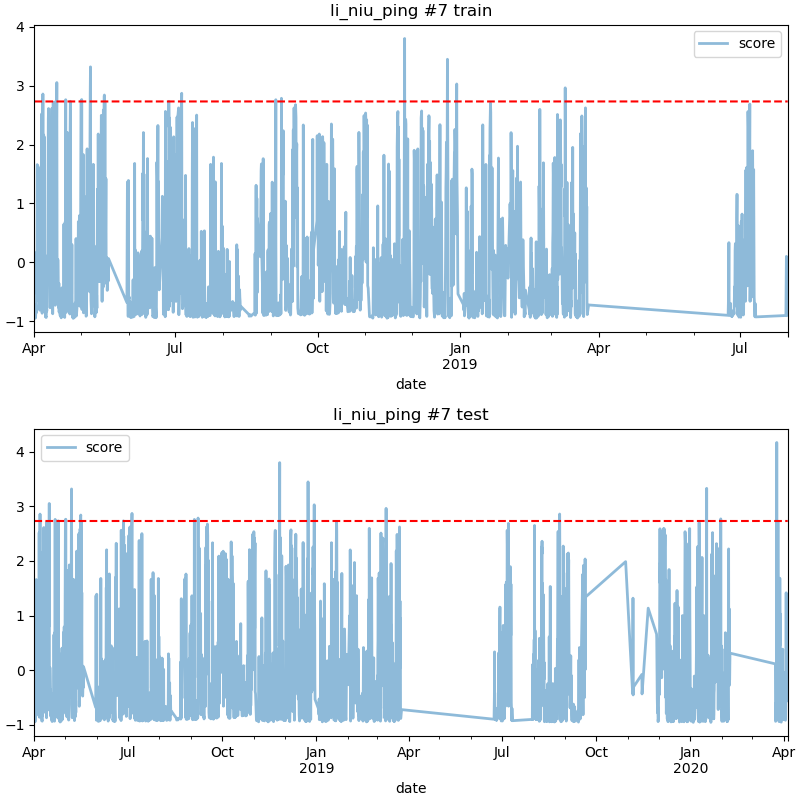 li_niu_ping #7 train
score
4
3
2
1
0
−1
Apr
Jul
Oct
Jan
2019
Apr
Jul
date
li_niu_ping #7 test
score
4
3
2
1
0
−1
Apr
Jul
Oct
Jan
2019
Apr
Jul
Oct
Jan
2020
Apr
date